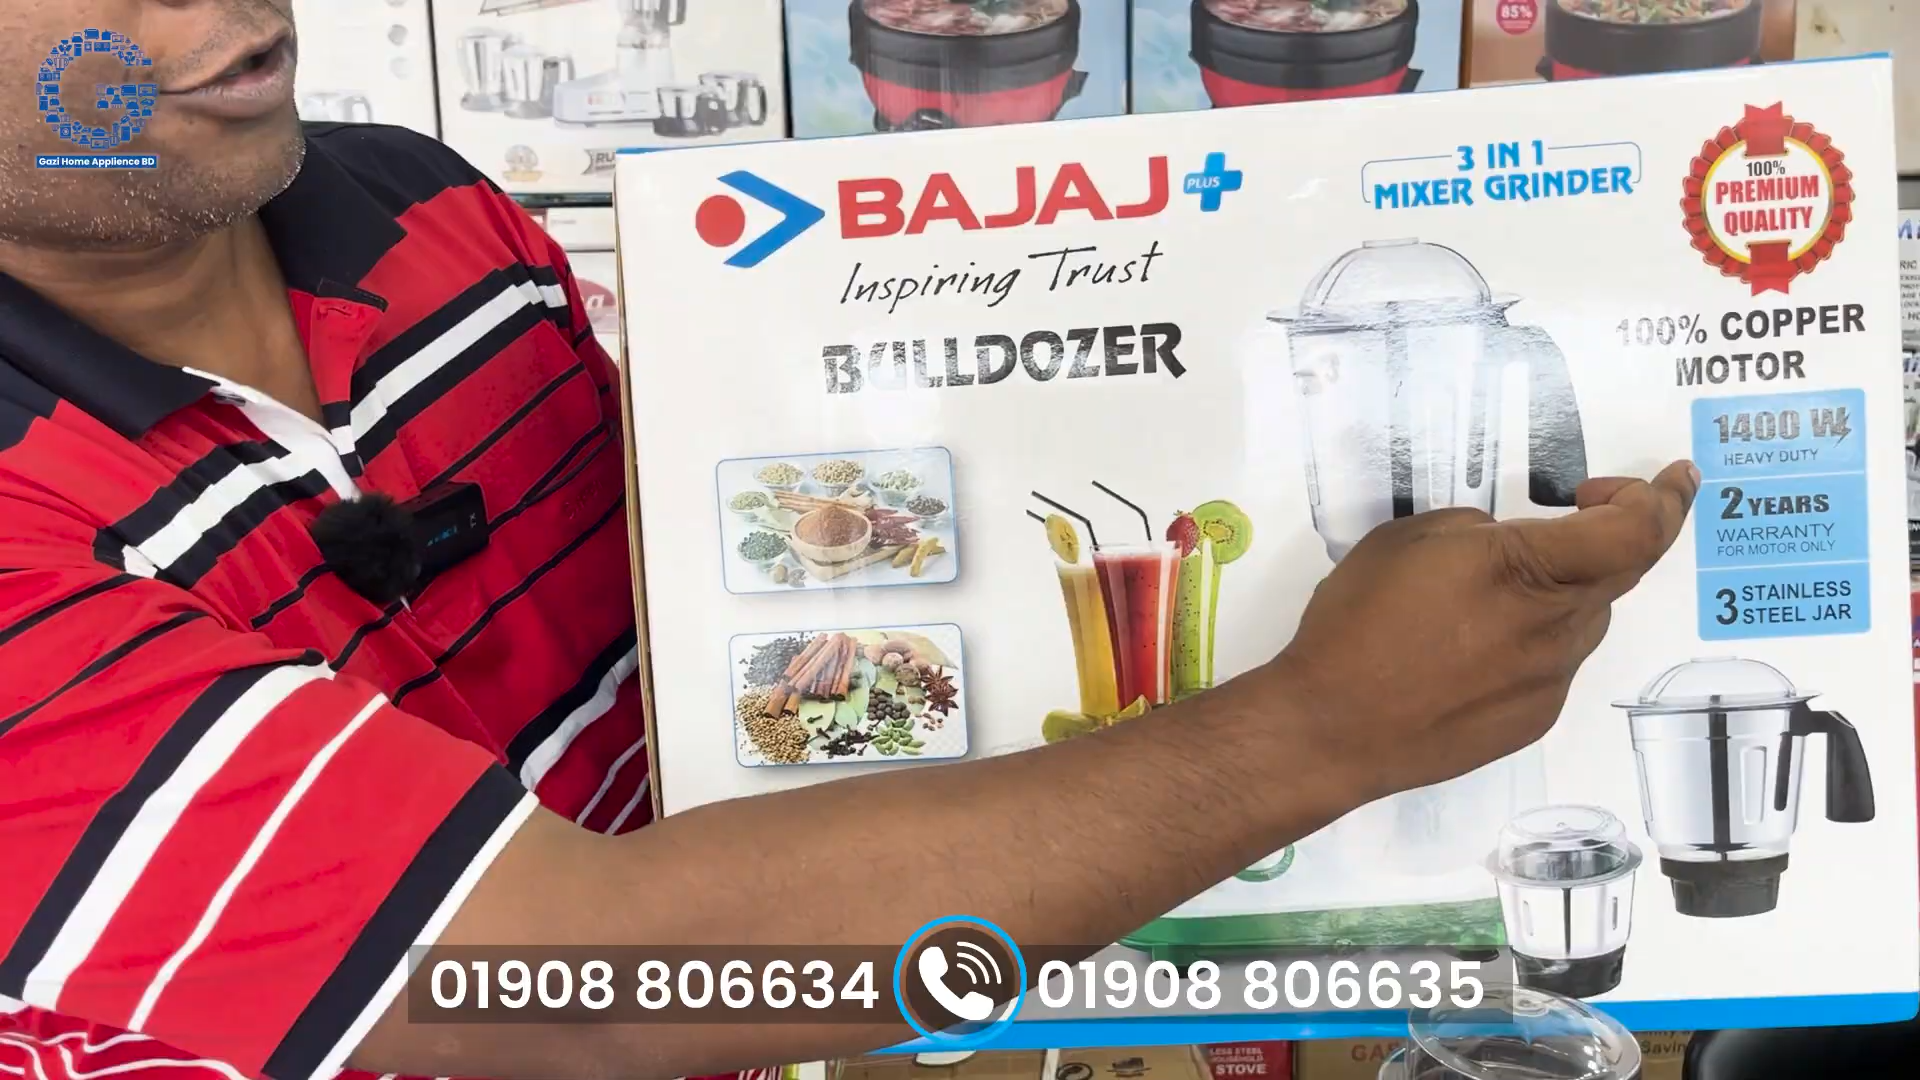 Gazi Home Applience BD
85%
BAJAJ
PLUS
Inspiring Trust
BULLDOZER
3 IN 1
MIXER GRINDER
100%
PREMIUM
QUALITY
100% COPPER
MOTOR
1400 W
HEAVY DUTY
2 YEARS
WARRANTY
FOR MOTOR ONLY
3 STAINLESS
STEEL JAR
01908 806634
01908 806635
STOVE